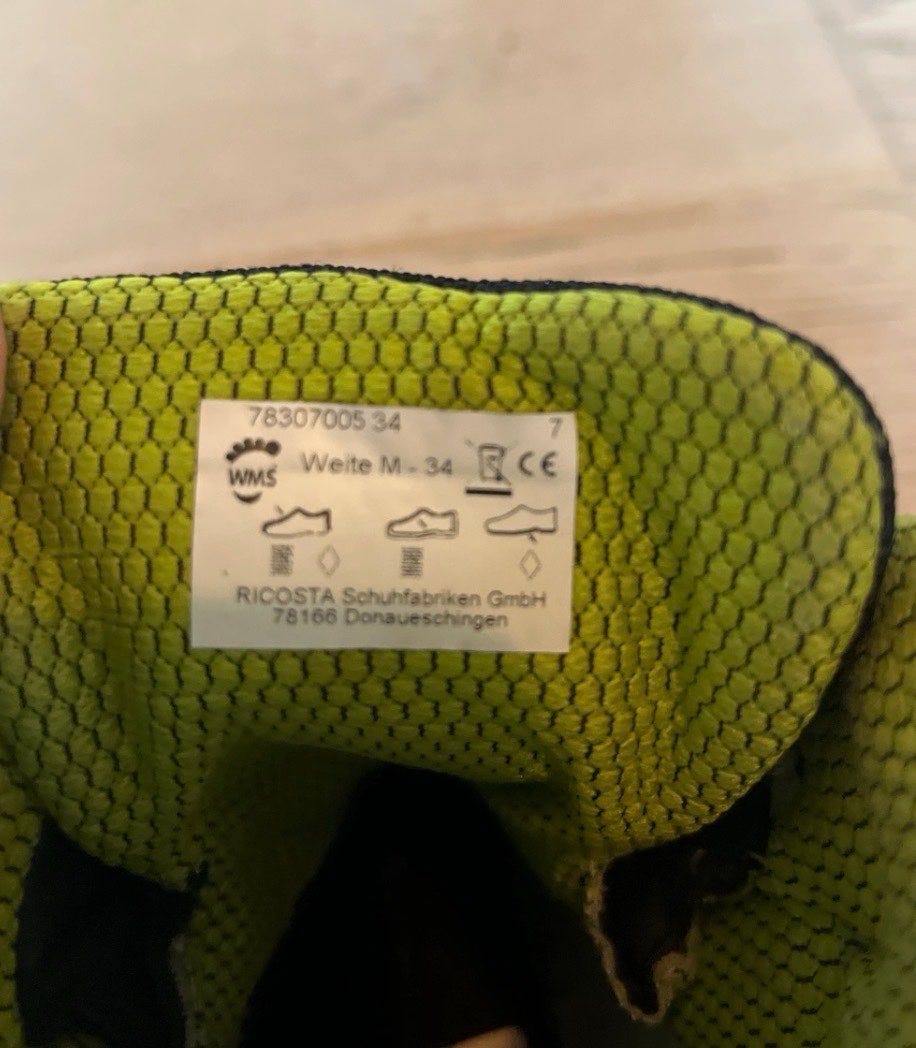 78307005 34 7
WMS Weite M - 34 CE
RICOSTA Schuhfabriken GmbH
78166 Donaueschingen